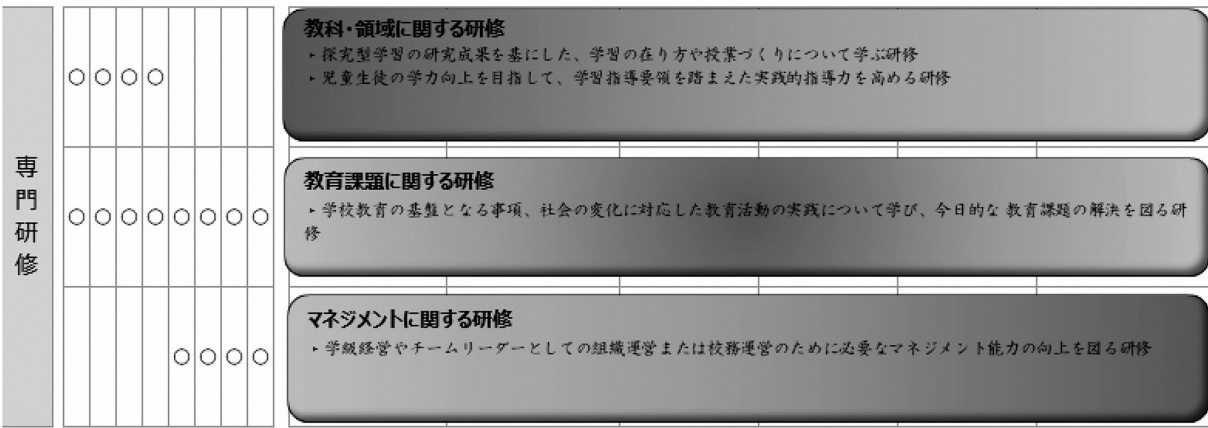 専門研修
○○○○
教科・領域に関する研修
・探究型学習の研究成果を基にした、学習の在り方や授業づくりについて学ぶ研修
・児童生徒の学力向上を目指して、学習指導要領を踏まえた実践的指導力を高める研修
○○○○○○○○
教育課題に関する研修
・学校教育の基盤となる事項、社会の変化に対応した教育活動の実践について学び、今日的な 教育課題の解決を図る研
修
○○○○
マネジメントに関する研修
・学級経営やチームリーダーとしての組織運営または校務運営のために必要なマネジメント能力の向上を図る研修